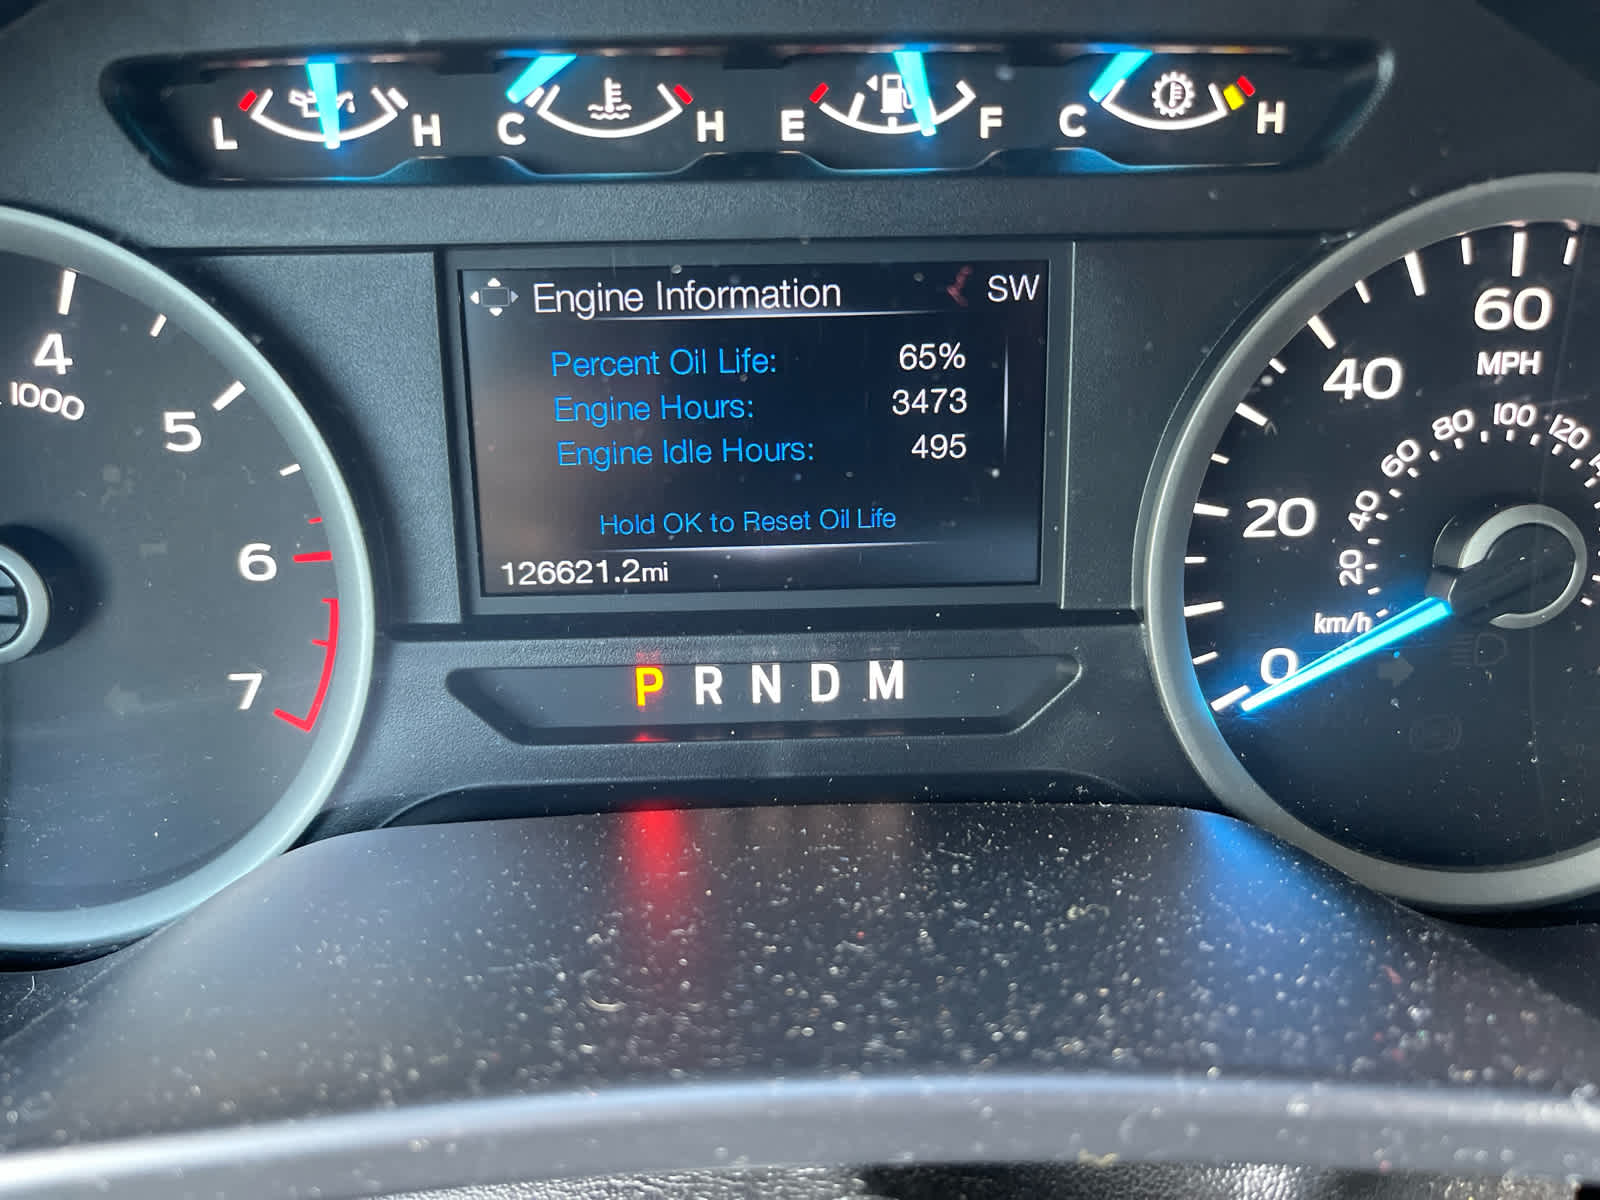 L H C H E F C H
Engine Information SW
Percent Oil Life: 65%
Engine Hours: 3473
Engine Idle Hours: 495
Hold OK to Reset Oil Life
126621.2mi
P R N D M
4
1000
5
6
7
0
20
40
60
MPH
20
40
60
80
100
120
km/h